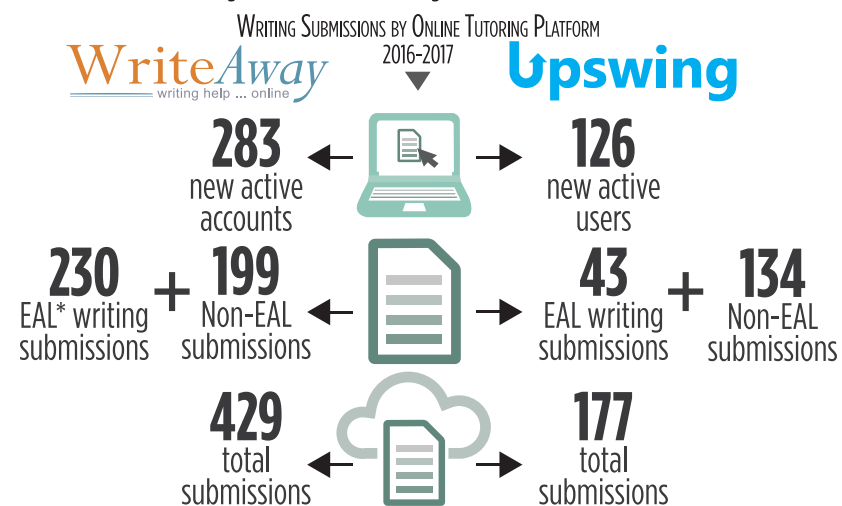 WRITING SUBMISSIONS BY ONLINE TUTORING PLATFORM
2016-2017
WriteAway
writing help ... online
Upswing
283
new active
accounts
126
new active
users
230
EAL* writing
submissions
+
199
Non-EAL
submissions
43
EAL writing
submissions
+
134
Non-EAL
submissions
429
total
submissions
177
total
submissions